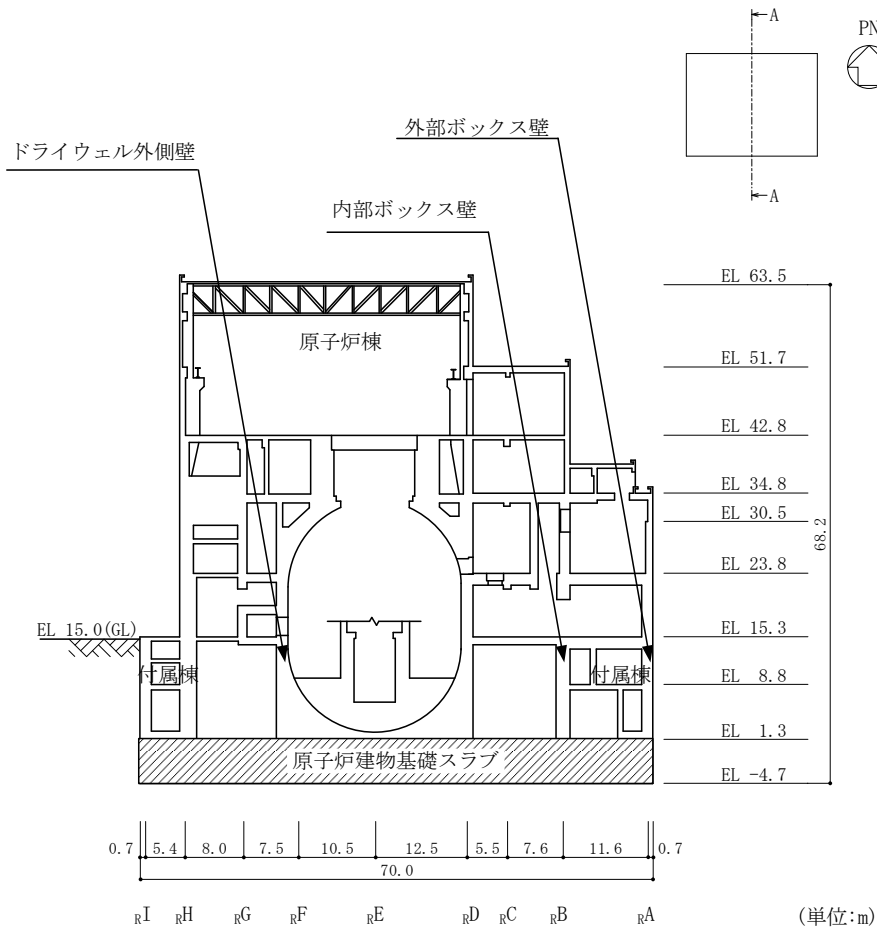 A
PN
外部ボックス壁
ドライウェル外側壁
内部ボックス壁
A
EL 63.5
原子炉棟
EL 51.7
EL 42.8
EL 34.8
EL 30.5
68.2
EL 23.8
EL 15.0(GL)
EL 15.3
付属棟
付属棟
EL 8.8
EL 1.3
原子炉建物基礎スラブ
EL -4.7
0.7 5.4 8.0 7.5 10.5 12.5 5.5 7.6 11.6 0.7
70.0
RI RH RG RF RE RD RC RB RA
(単位:m)